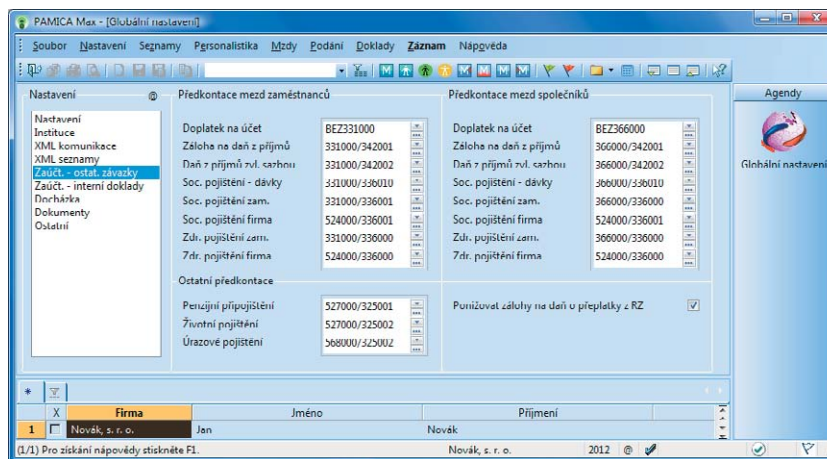 PAMICA Max - [Globální nastavení]
Soubor Nastavení Seznamy Personalistika Mzdy Podání Doklady Záznam Nápověda
Nastavení @
Nastavení
Instituce
XML komunikace
XML seznamy
Zaúčt. - ostat. závazky
Zaúčt. - interní doklady
Docházka
Dokumenty
Ostatní
Předkontace mezd zaměstnanců
Doplatek na účet BEZ331000
Záloha na daň z příjmů 331000/342001
Daň z příjmů zvl. sazbou 331000/342002
Soc. pojištění - dávky 331000/336010
Soc. pojištění zam. 331000/336001
Soc. pojištění firma 524000/336001
Zdr. pojištění zam. 331000/336000
Zdr. pojištění firma 524000/336000
Předkontace mezd společníků
Doplatek na účet BEZ366000
Záloha na daň z příjmů 366000/342001
Daň z příjmů zvl. sazbou 366000/342002
Soc. pojištění - dávky 366000/336010
Soc. pojištění zam. 366000/336000
Soc. pojištění firma 524000/336001
Zdr. pojištění zam. 366000/336000
Zdr. pojištění firma 524000/336000
Ostatní předkontace
Penzijní připojištění 527000/325001
Životní pojištění 527000/325002
Úrazové pojištění 568000/325002
Ponižovat zálohy na daň o přeplatky z RZ
Agendy
Globální nastavení
X Firma Jméno Příjmení
1 Novák, s. r. o. Jan Novák
(1/1) Pro získání nápovědy stiskněte F1. Novák, s. r. o. 2012 @